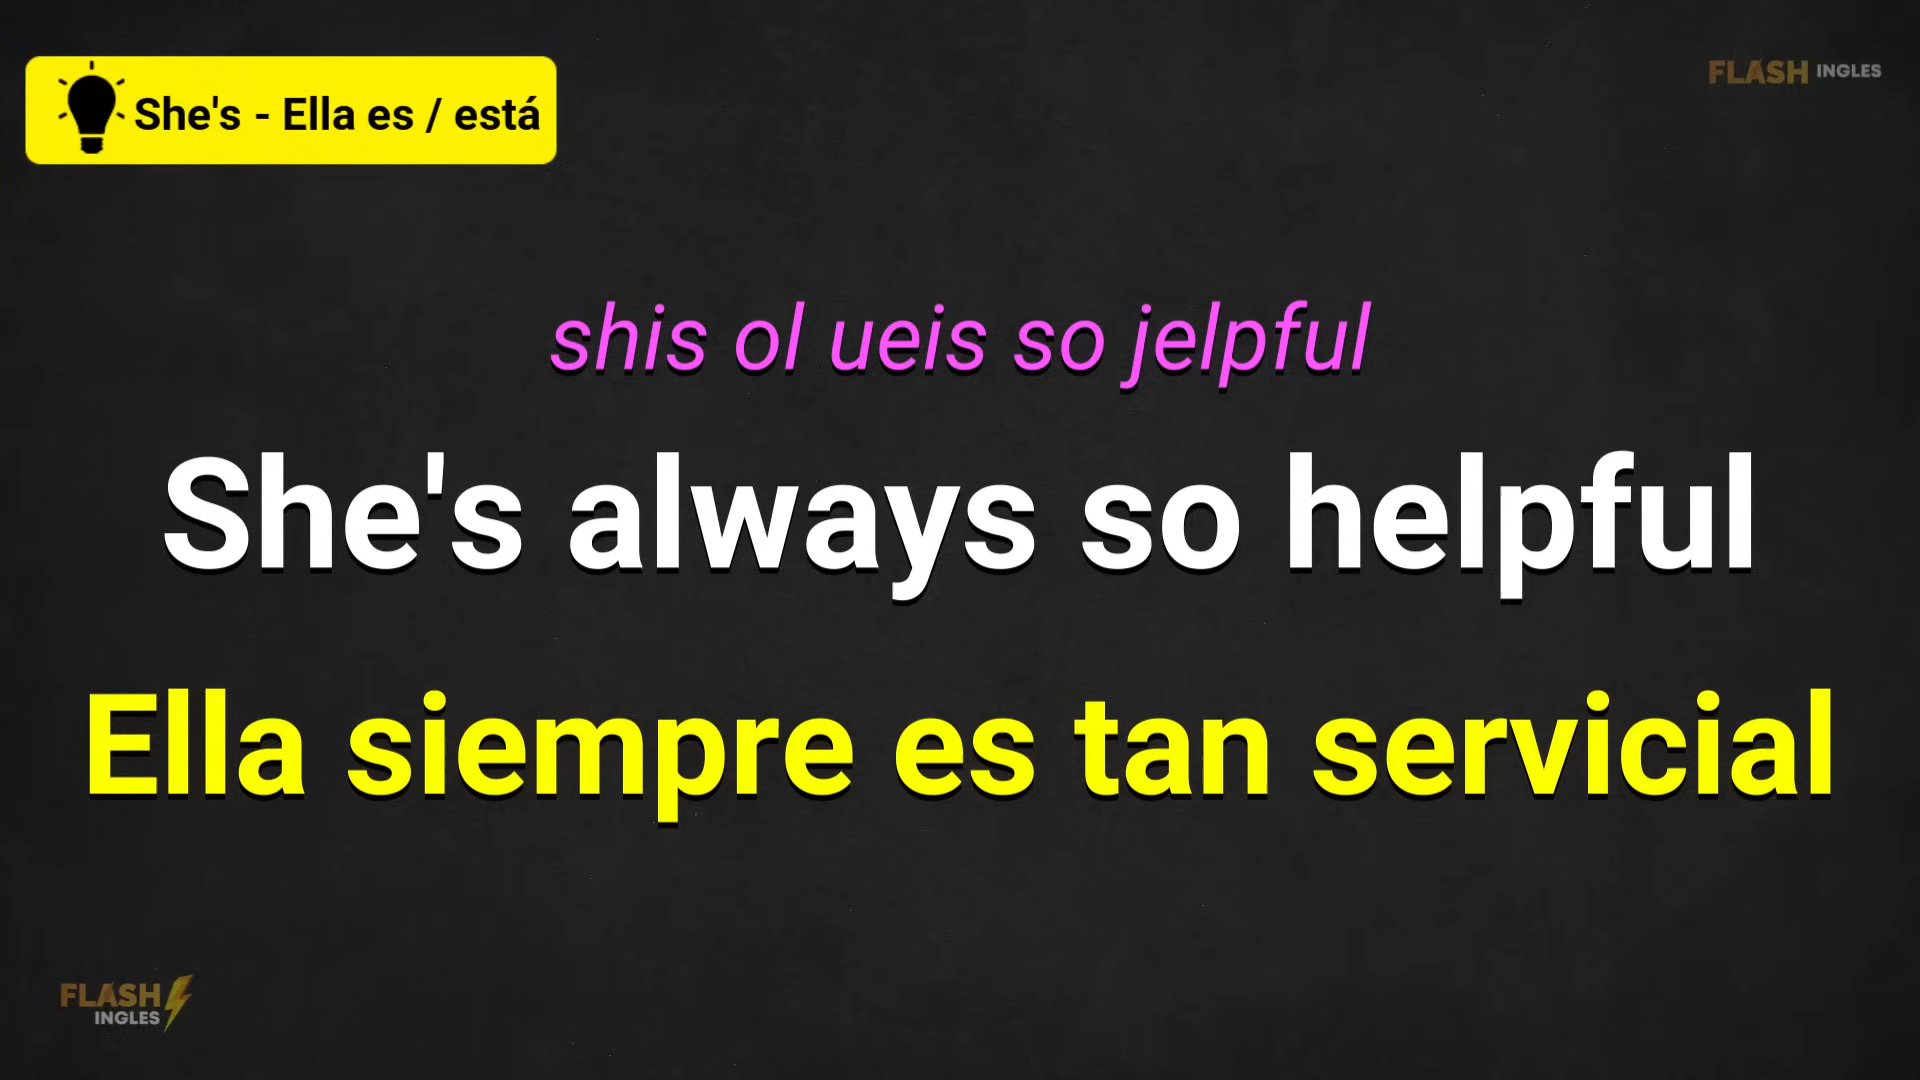 She's - Ella es / está
FLASH INGLES
shis ol ueis so jelpful
She's always so helpful
Ella siempre es tan servicial
FLASH
INGLES